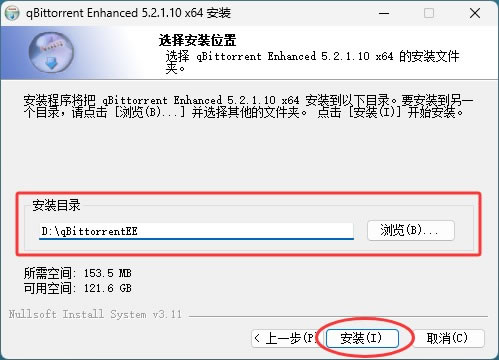 qBittorrent Enhanced 5.2.1.10 x64 安装
选择安装位置
选择 qBittorrent Enhanced 5.2.1.10 x64 的安装文件
夹。
安装程序将把 qBittorrent Enhanced 5.2.1.10 x64 安装到以下目录。要安装到另一
个目录，请点击 [浏览(B)...] 并选择其他的文件夹。 点击 [安装(I)] 开始安装。
安装目录
D:\qBittorrentEE
浏览(B)...
所需空间: 153.5 MB
可用空间: 121.6 GB
Nullsoft Install System v3.11
< 上一步(P)
安装(I)
取消(C)